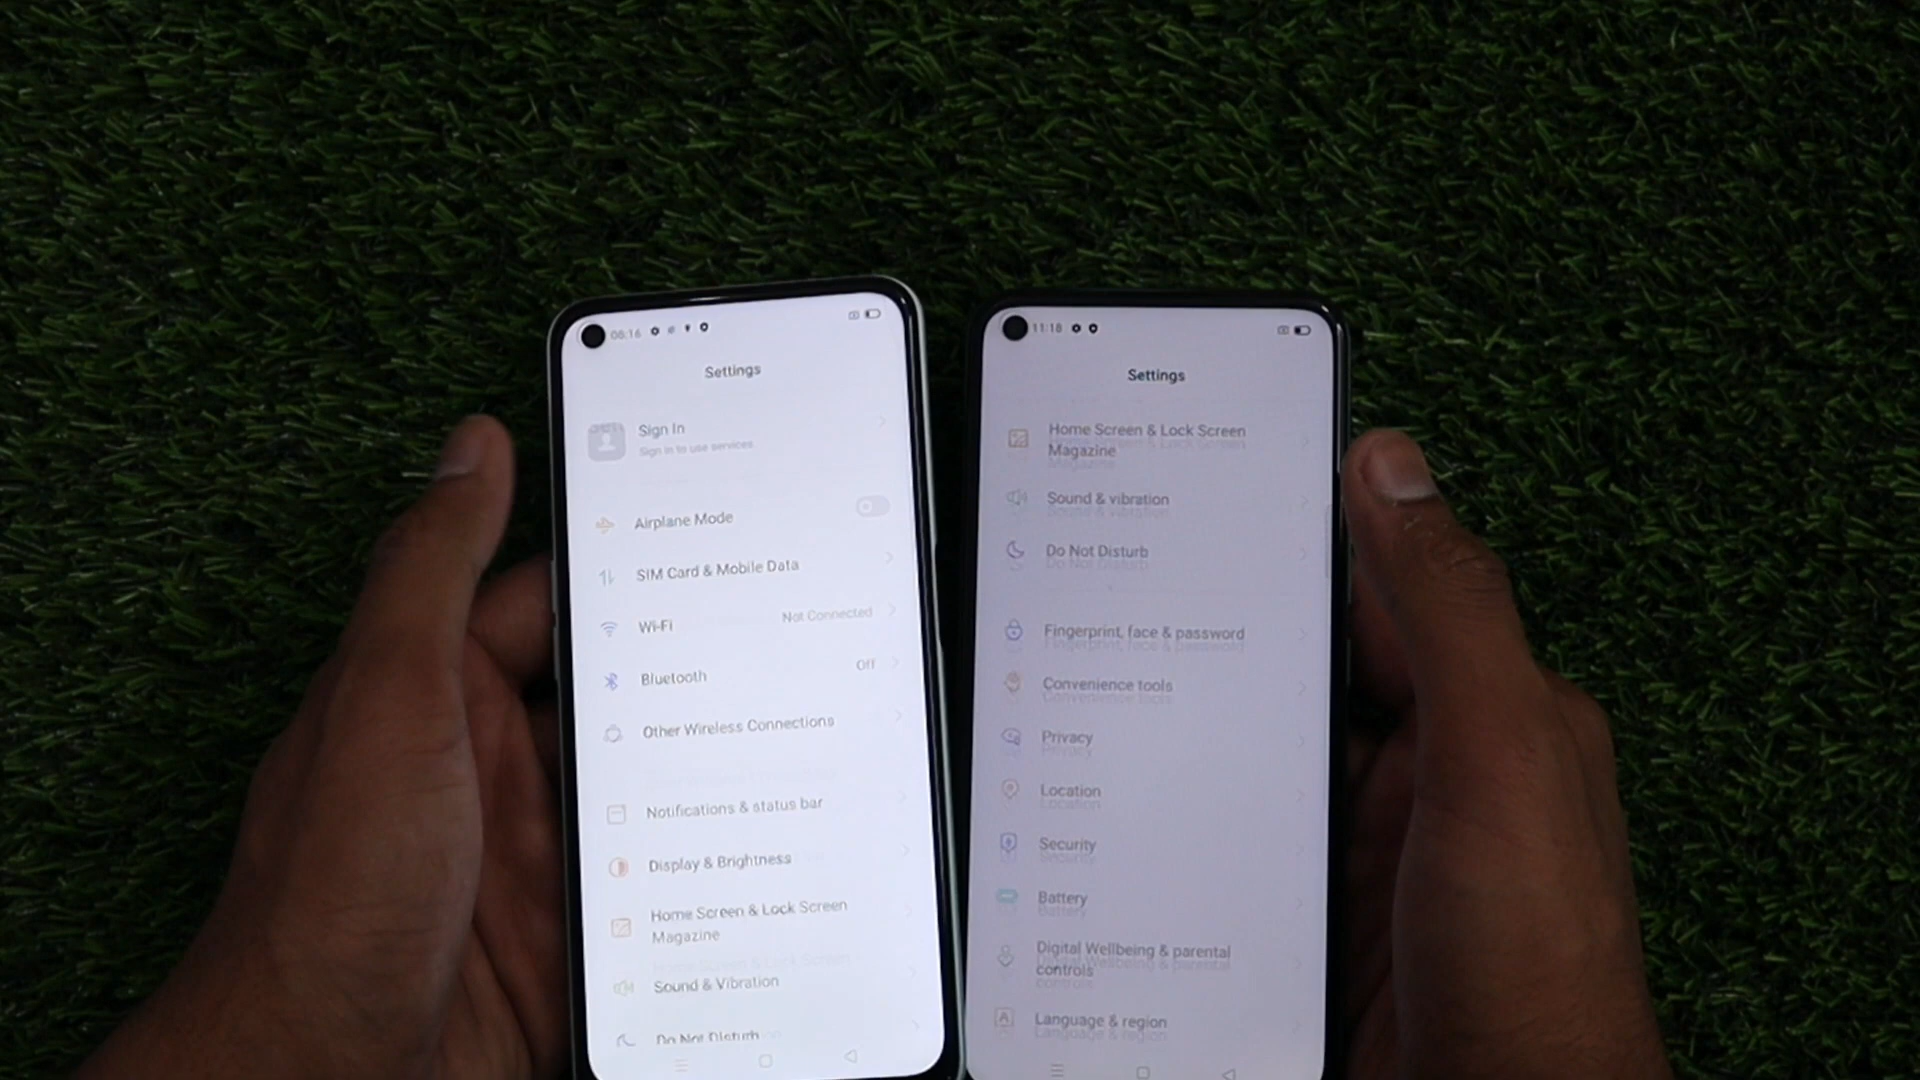 08:16
Settings
Sign In
Sign in to use services
Airplane Mode
SIM Card & Mobile Data
Wi-Fi
Not Connected
Bluetooth
Off
Other Wireless Connections
Notifications & status bar
Display & Brightness
Home Screen & Lock Screen
Magazine
Sound & Vibration
Do Not Disturb
11:18
Settings
Home Screen & Lock Screen
Magazine
Sound & vibration
Do Not Disturb
Fingerprint, face & password
Convenience tools
Privacy
Location
Security
Battery
Digital Wellbeing & parental
controls
Language & region